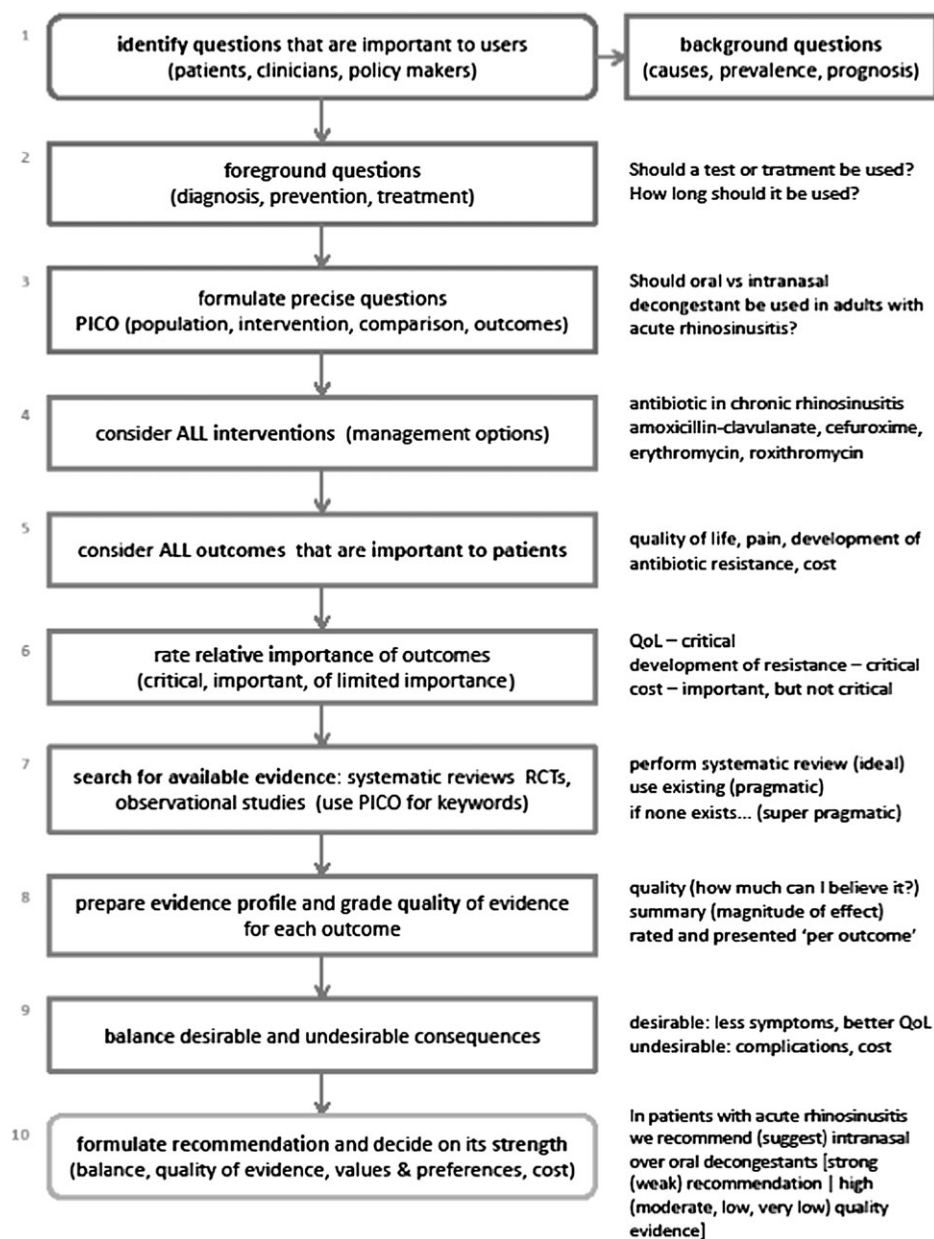 1
identify questions that are important to users
(patients, clinicians, policy makers)
background questions
(causes, prevalence, prognosis)
2
foreground questions
(diagnosis, prevention, treatment)
Should a test or tratment be used?
How long should it be used?
3
formulate precise questions
PICO (population, intervention, comparison, outcomes)
Should oral vs intranasal
decongestant be used in adults with
acute rhinosinusitis?
4
consider ALL interventions (management options)
antibiotic in chronic rhinosinusitis
amoxicillin-clavulanate, cefuroxime,
erythromycin, roxithromycin
5
consider ALL outcomes that are important to patients
quality of life, pain, development of
antibiotic resistance, cost
6
rate relative importance of outcomes
(critical, important, of limited importance)
QoL – critical
development of resistance – critical
cost – important, but not critical
7
search for available evidence: systematic reviews RCTs,
observational studies (use PICO for keywords)
perform systematic review (ideal)
use existing (pragmatic)
if none exists... (super pragmatic)
8
prepare evidence profile and grade quality of evidence
for each outcome
quality (how much can I believe it?)
summary (magnitude of effect)
rated and presented ‘per outcome’
9
balance desirable and undesirable consequences
desirable: less symptoms, better QoL
undesirable: complications, cost
10
formulate recommendation and decide on its strength
(balance, quality of evidence, values & preferences, cost)
In patients with acute rhinosinusitis
we recommend (suggest) intranasal
over oral decongestants [strong
(weak) recommendation | high
(moderate, low, very low) quality
evidence]